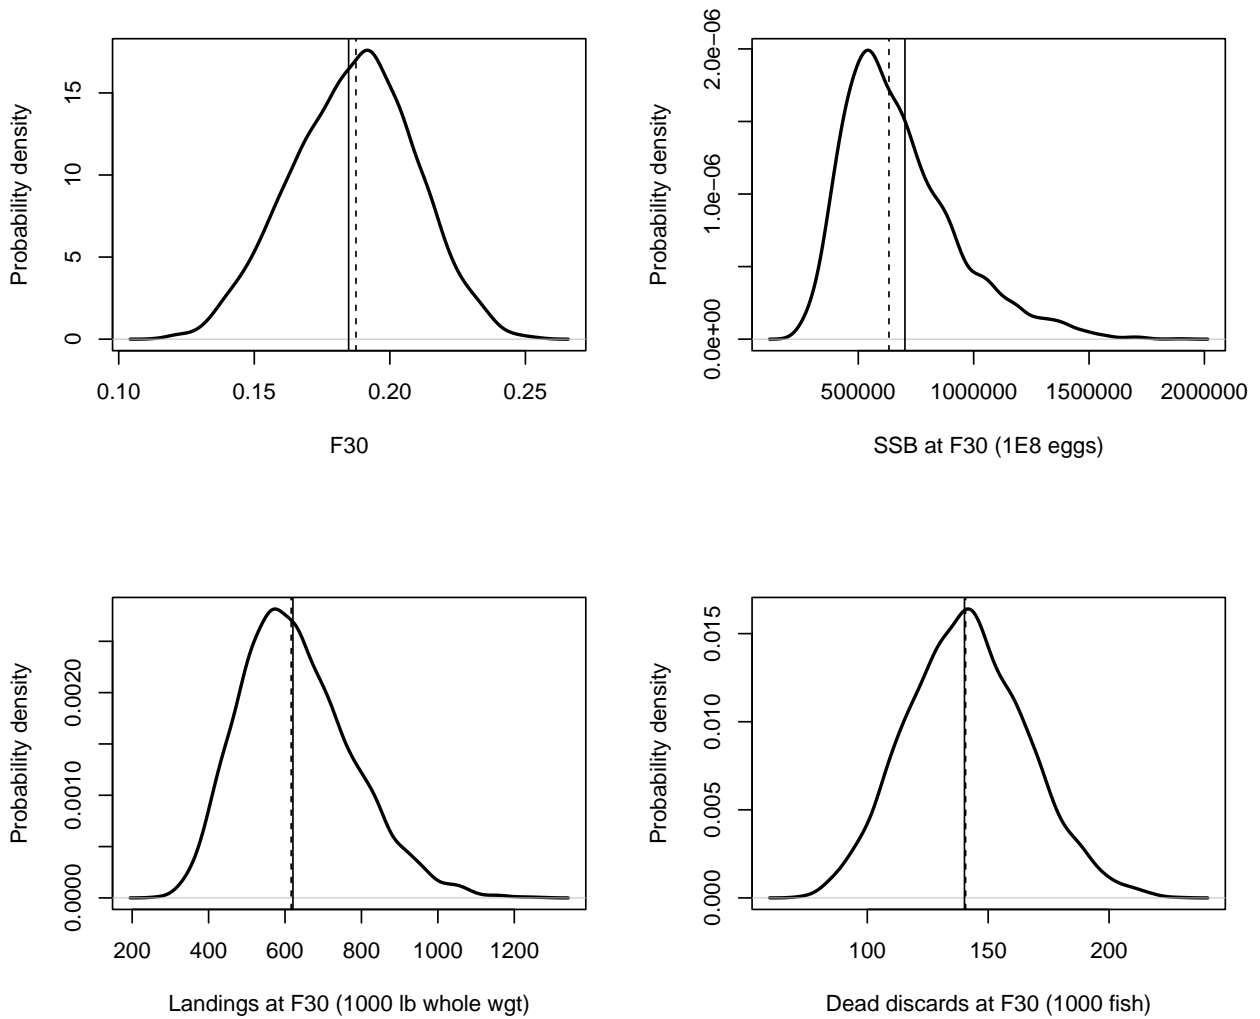 Probability density
0
5
10
15
0.10
0.15
0.20
0.25
F30
Probability density
0.0e+00
1.0e−06
2.0e−06
500000
1000000
1500000
2000000
SSB at F30 (1E8 eggs)
Probability density
0.0000
0.0010
0.0020
200
400
600
800
1000
1200
Landings at F30 (1000 lb whole wgt)
Probability density
0.000
0.005
0.010
0.015
100
150
200
Dead discards at F30 (1000 fish)